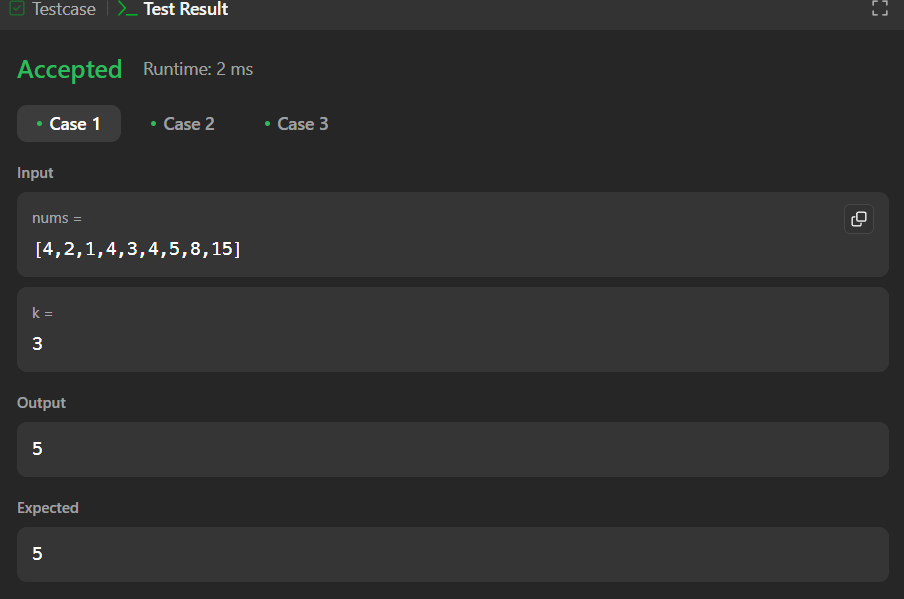 Testcase Test Result
Accepted Runtime: 2 ms
Case 1 Case 2 Case 3
Input
nums =
[4,2,1,4,3,4,5,8,15]
k =
3
Output
5
Expected
5